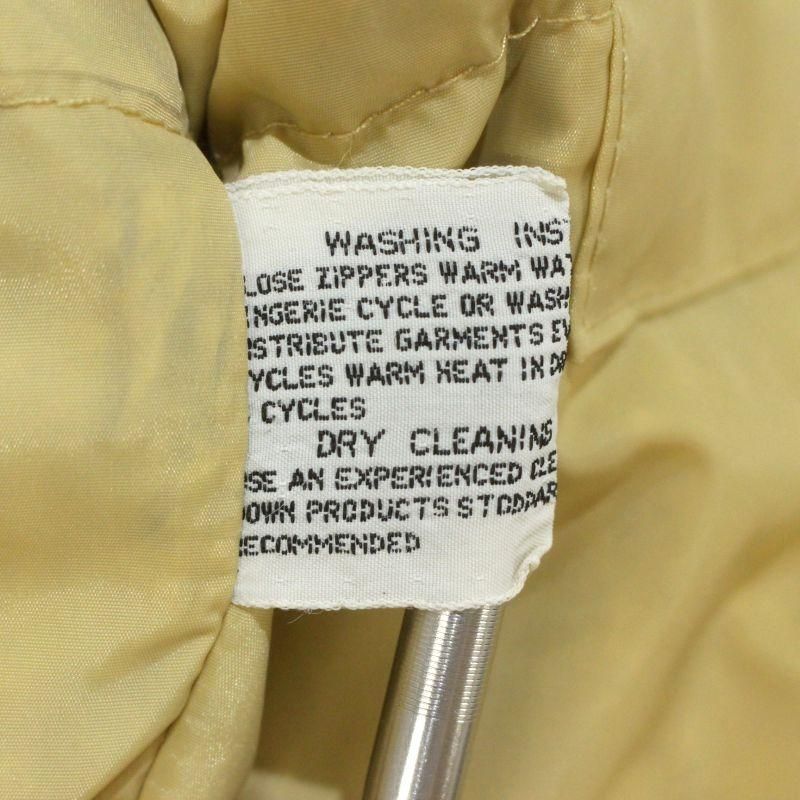 WASHING INST
LOSE ZIPPERS WARM WAT
INGERIE CYCLE OR WASH
ISTRIBUTE GARMENTS EV
YCLES WARM HEAT IN DR
CYCLES
DRY CLEANING
SE AN EXPERIENCED CLE
OWN PRODUCTS STODDAR
RECOMMENDED